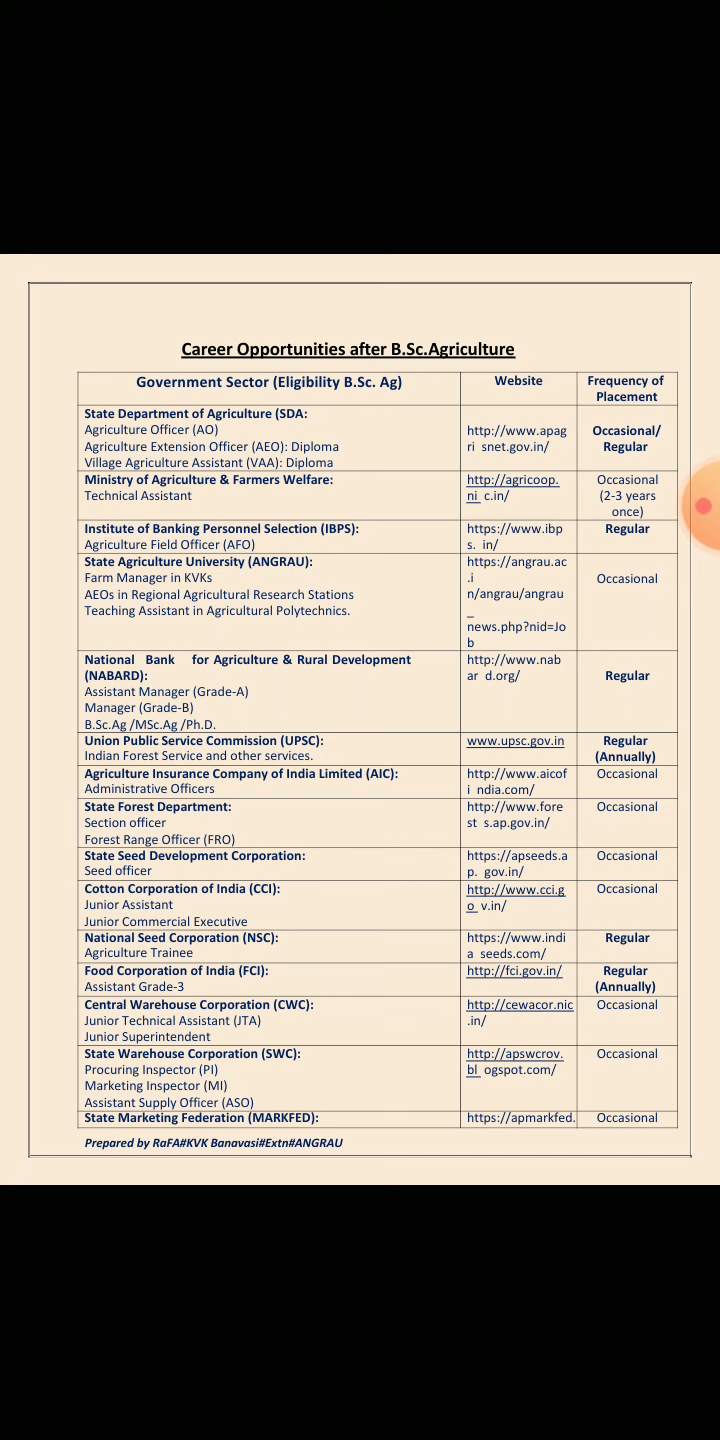 Career Opportunities after B.Sc.Agriculture
Government Sector (Eligibility B.Sc. Ag)
Website
Frequency of
Placement
State Department of Agriculture (SDA:
Agriculture Officer (AO)
Agriculture Extension Officer (AEO): Diploma
Village Agriculture Assistant (VAA): Diploma
http://www.apag
ri snet.gov.in/
Occasional/
Regular
Ministry of Agriculture & Farmers Welfare:
Technical Assistant
http://agricoop.
ni c.in/
Occasional
(2-3 years
once)
Institute of Banking Personnel Selection (IBPS):
Agriculture Field Officer (AFO)
https://www.ibp
s. in/
Regular
State Agriculture University (ANGRAU):
Farm Manager in KVKs
AEOs in Regional Agricultural Research Stations
Teaching Assistant in Agricultural Polytechnics.
https://angrau.ac
.i
n/angrau/angrau
_
news.php?nid=Jo
b
Occasional
National Bank for Agriculture & Rural Development
(NABARD):
Assistant Manager (Grade-A)
Manager (Grade-B)
B.Sc.Ag /MSc.Ag /Ph.D.
http://www.nab
ar d.org/
Regular
Union Public Service Commission (UPSC):
Indian Forest Service and other services.
www.upsc.gov.in
Regular
(Annually)
Agriculture Insurance Company of India Limited (AIC):
Administrative Officers
http://www.aicof
i ndia.com/
Occasional
State Forest Department:
Section officer
Forest Range Officer (FRO)
http://www.fore
st s.ap.gov.in/
Occasional
State Seed Development Corporation:
Seed officer
https://apseeds.a
p. gov.in/
Occasional
Cotton Corporation of India (CCI):
Junior Assistant
Junior Commercial Executive
http://www.cci.g
o v.in/
Occasional
National Seed Corporation (NSC):
Agriculture Trainee
https://www.indi
a seeds.com/
Regular
Food Corporation of India (FCI):
Assistant Grade-3
http://fci.gov.in/
Regular
(Annually)
Central Warehouse Corporation (CWC):
Junior Technical Assistant (JTA)
Junior Superintendent
http://cewacor.nic
.in/
Occasional
State Warehouse Corporation (SWC):
Procuring Inspector (PI)
Marketing Inspector (MI)
Assistant Supply Officer (ASO)
http://apswcrov.
bl ogspot.com/
Occasional
State Marketing Federation (MARKFED):
https://apmarkfed.
Occasional
Prepared by RaFA#KVK Banavasi#Extn#ANGRAU